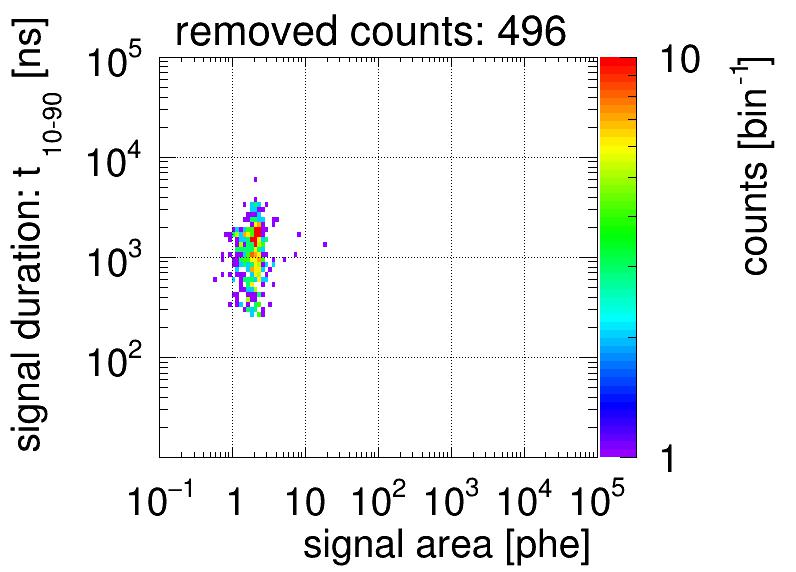 removed counts: 496
signal duration: t 10-90 [ns]
10^5
10^4
10^3
10^2
10^−1 1 10 10^2 10^3 10^4 10^5
signal area [phe]
10
1
counts [bin^-1]